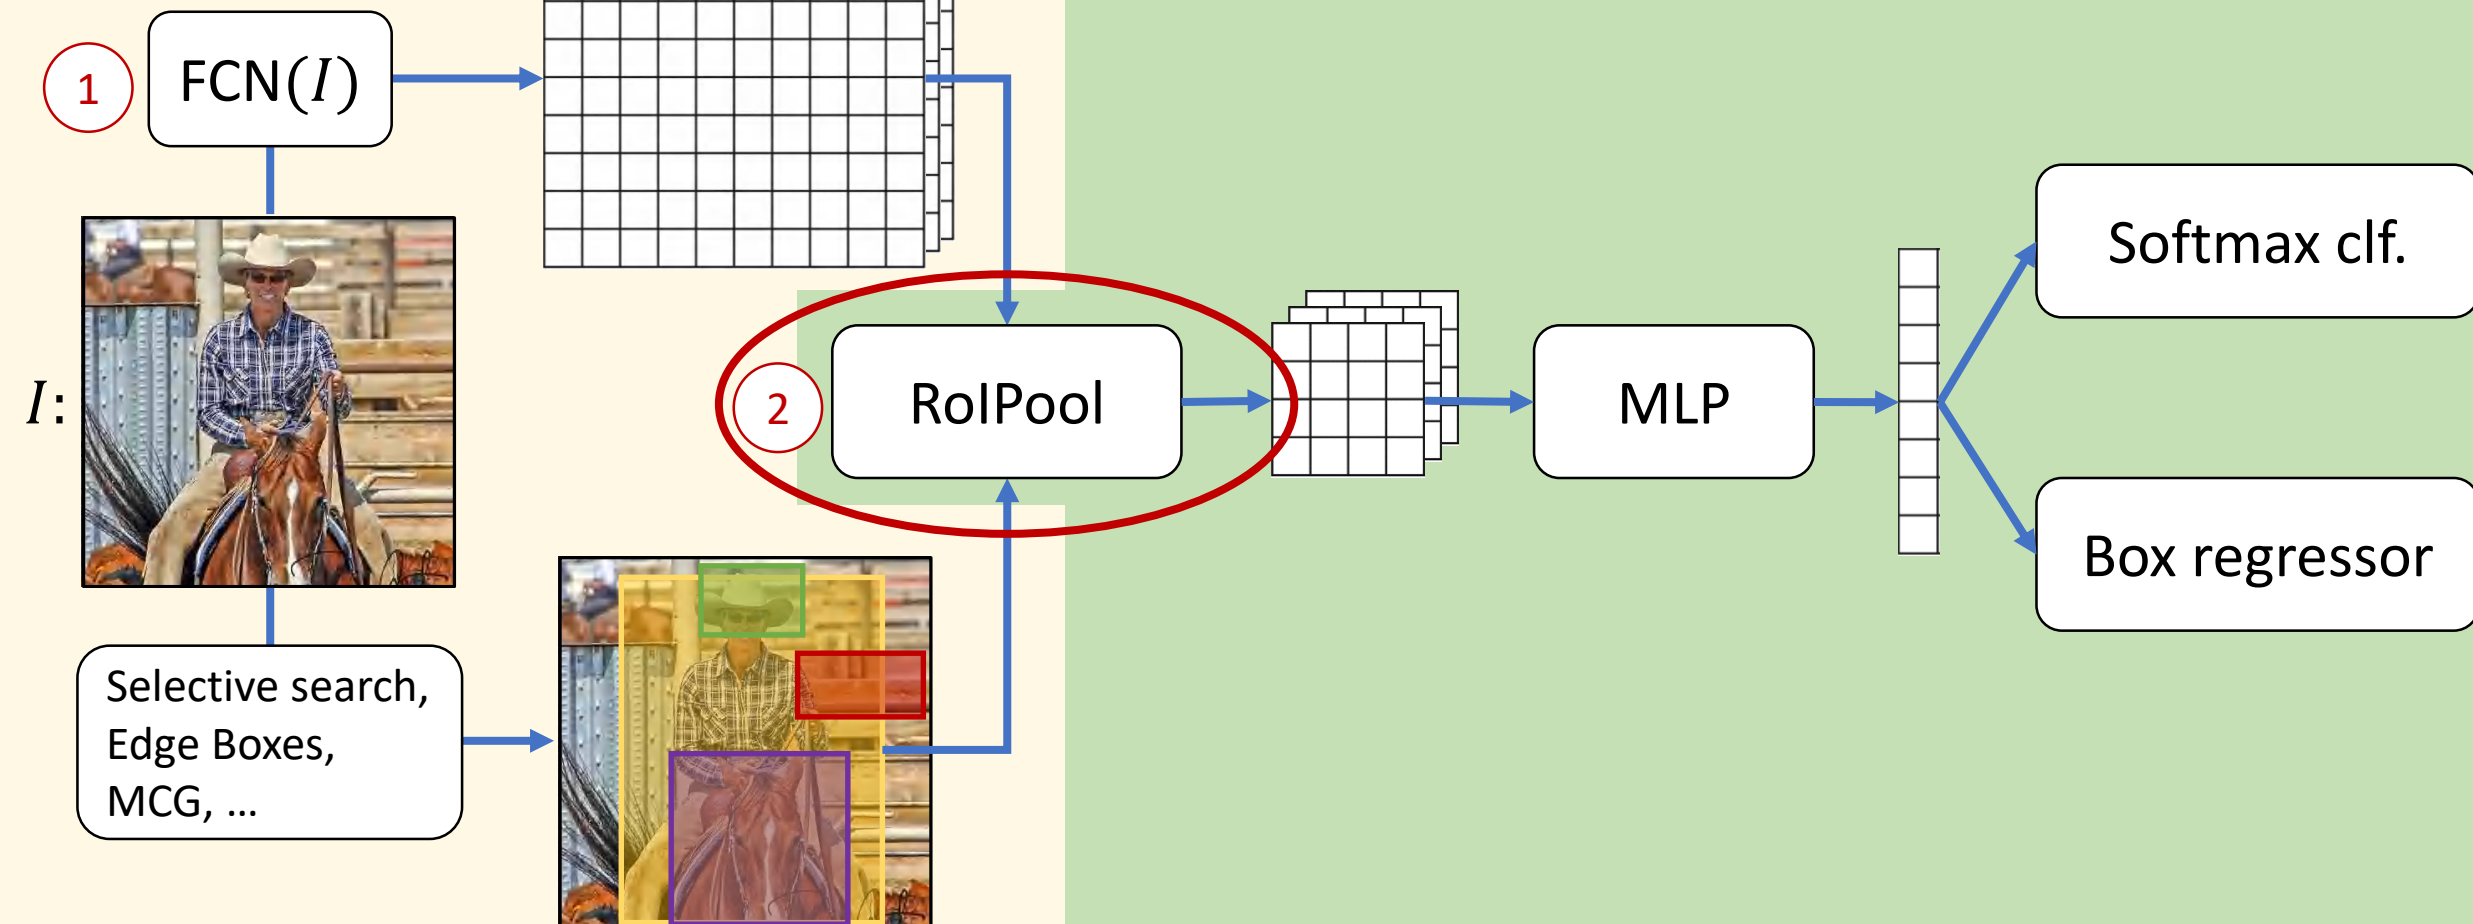 1
FCN(I)
I:
Selective search,
Edge Boxes,
MCG, ...
2
RoIPool
MLP
Softmax clf.
Box regressor